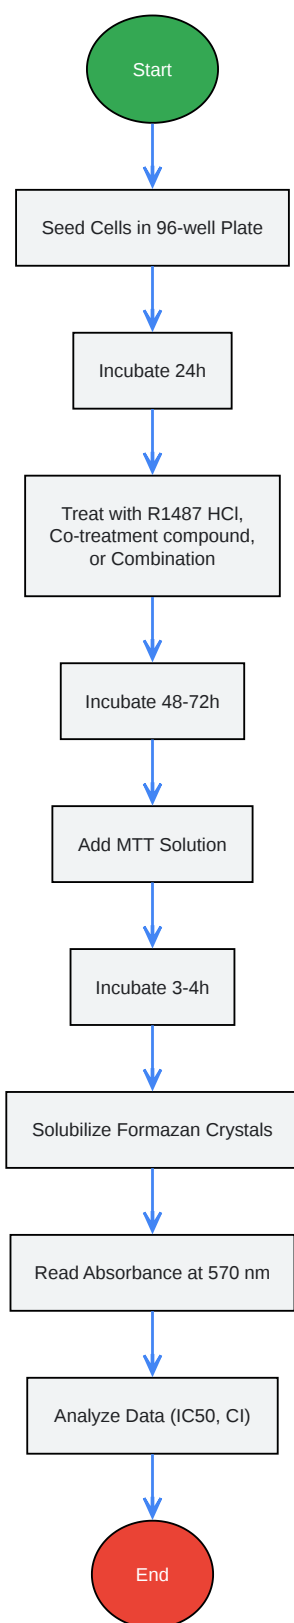 Start
Seed Cells in 96-well Plate
Incubate 24h
Treat with R1487 HCl,
Co-treatment compound,
or Combination
Incubate 48-72h
Add MTT Solution
Incubate 3-4h
Solubilize Formazan Crystals
Read Absorbance at 570 nm
Analyze Data (IC50, CI)
End